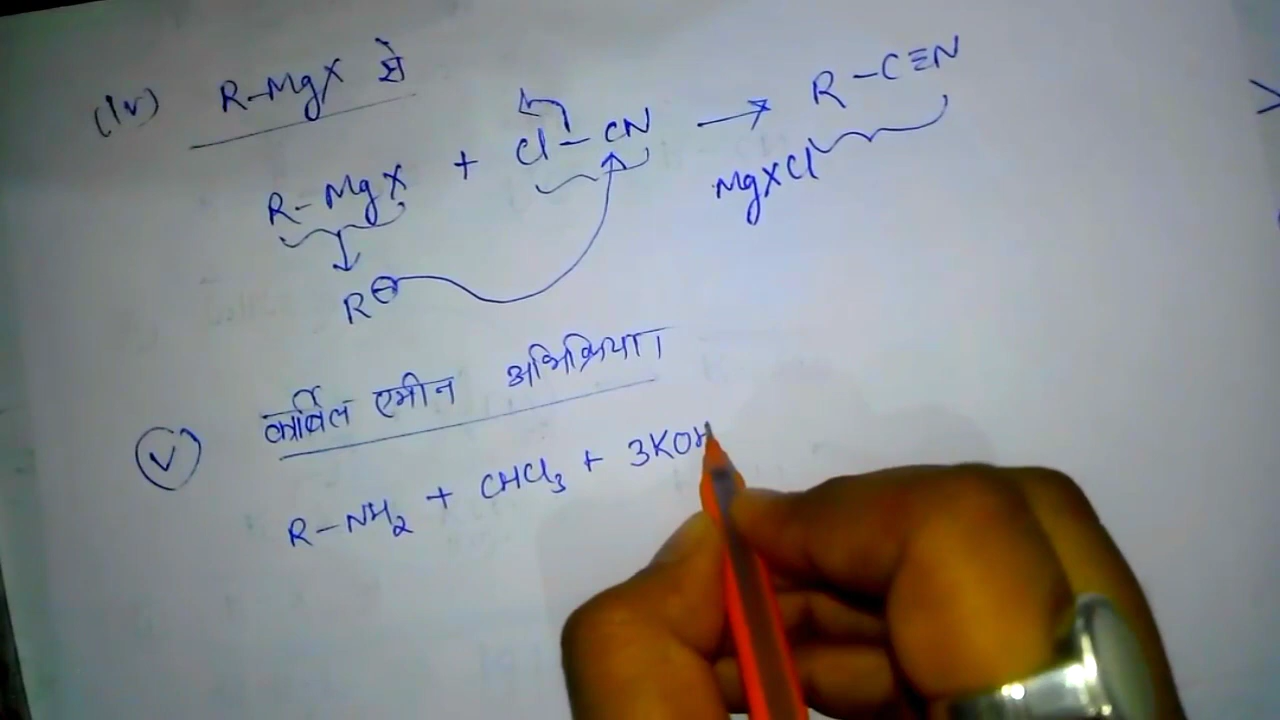 (iv) R-MgX से
R-MgX + Cl-CN → R-C≡N
MgXCl
R⊖
(v) कार्बिल एमीन अभिक्रिया।
R-NH₂ + CHCl₃ + 3KOH